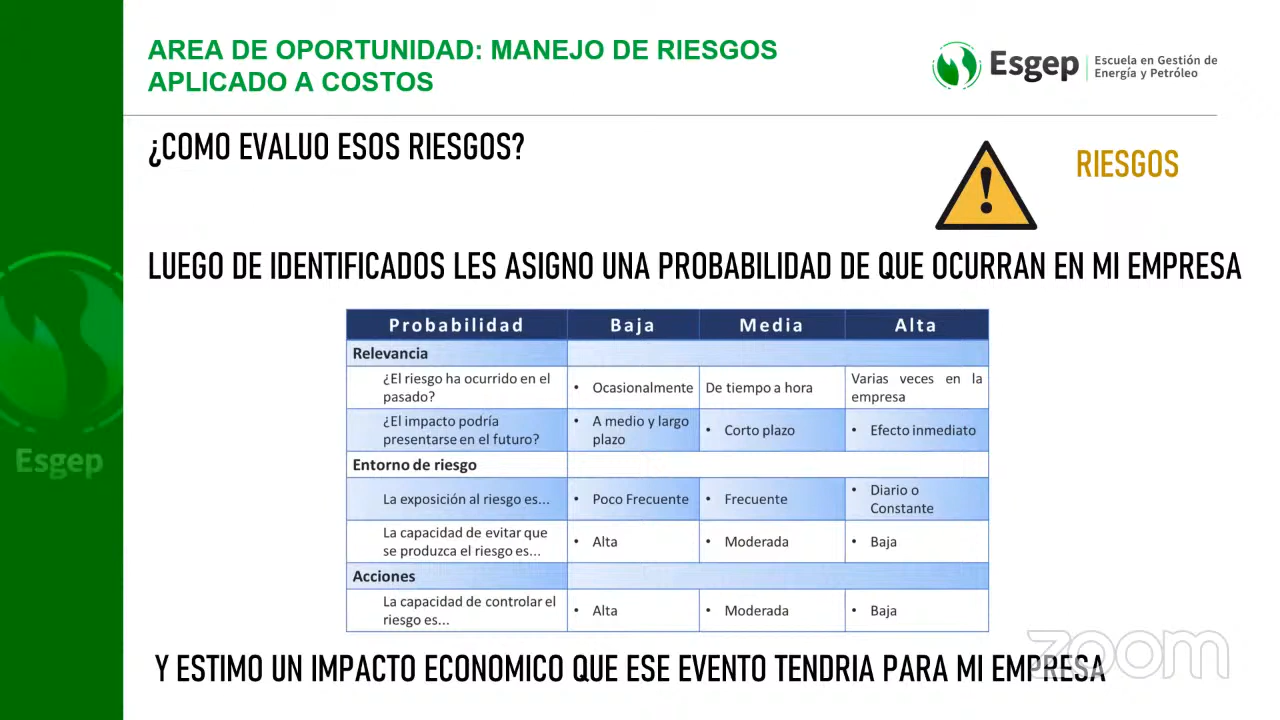 AREA DE OPORTUNIDAD: MANEJO DE RIESGOS
APLICADO A COSTOS
Esgep
Escuela en Gestión de
Energía y Petróleo
¿COMO EVALUO ESOS RIESGOS?
RIESGOS
LUEGO DE IDENTIFICADOS LES ASIGNO UNA PROBABILIDAD DE QUE OCURRAN EN MI EMPRESA
Probabilidad Baja Media Alta
Relevancia
¿El riesgo ha ocurrido en el
pasado?
• Ocasionalmente
De tiempo a hora
Varias veces en la
empresa
¿El impacto podría
presentarse en el futuro?
• A medio y largo
plazo
• Corto plazo
• Efecto inmediato
Entorno de riesgo
La exposición al riesgo es...
• Poco Frecuente
• Frecuente
• Diario o
Constante
La capacidad de evitar que
se produzca el riesgo es...
• Alta
• Moderada
• Baja
Acciones
La capacidad de controlar el
riesgo es...
• Alta
• Moderada
• Baja
Y ESTIMO UN IMPACTO ECONOMICO QUE ESE EVENTO TENDRIA PARA MI EMPRESA
Esgep
zoom